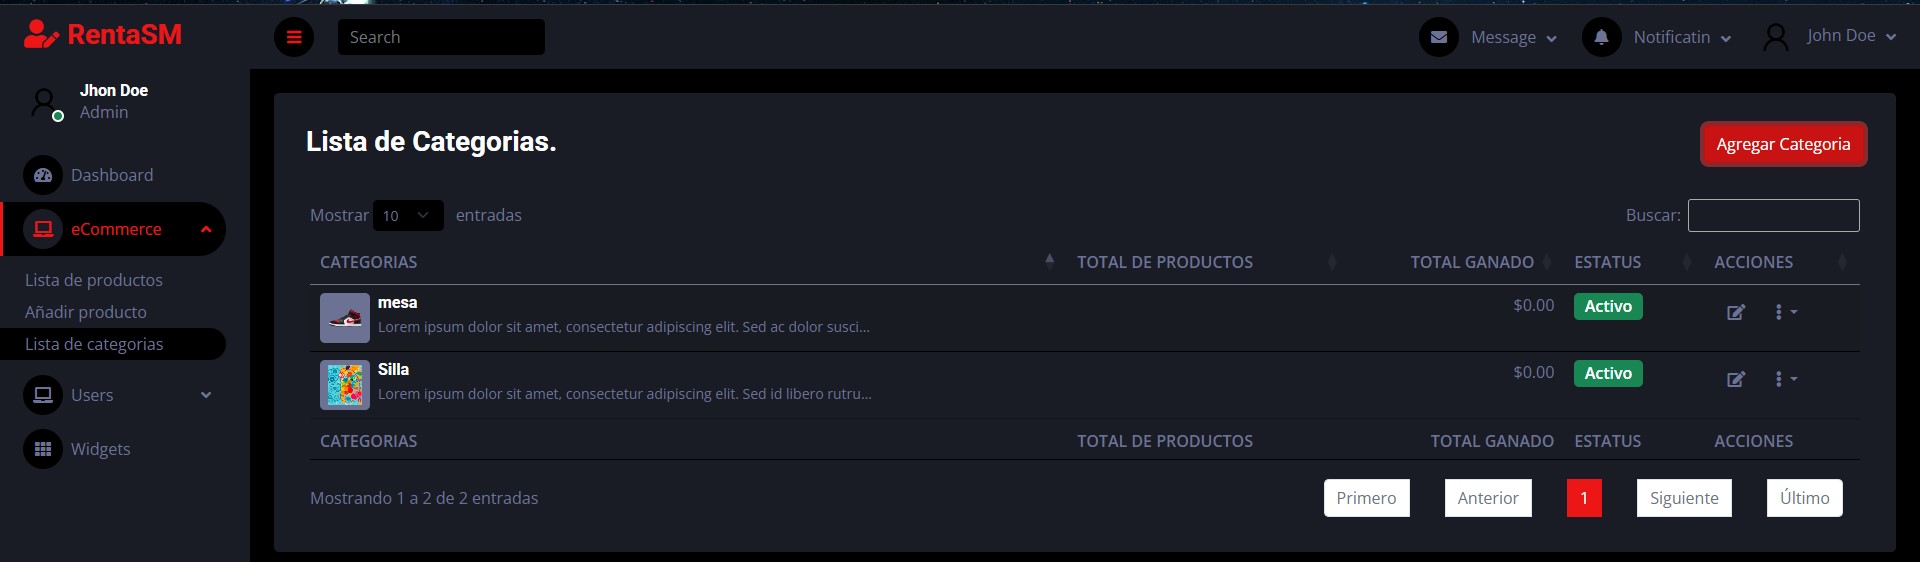 RentaSM
Search
Message
Notificatin
John Doe
Jhon Doe
Admin
Dashboard
eCommerce
Lista de productos
Añadir producto
Lista de categorias
Users
Widgets
Lista de Categorias.
Agregar Categoria
Mostrar 10 entradas
Buscar:
CATEGORIAS TOTAL DE PRODUCTOS TOTAL GANADO ESTATUS ACCIONES
mesa
Lorem ipsum dolor sit amet, consectetur adipiscing elit. Sed ac dolor susci...
$0.00 Activo
Silla
Lorem ipsum dolor sit amet, consectetur adipiscing elit. Sed id libero rutru...
$0.00 Activo
CATEGORIAS TOTAL DE PRODUCTOS TOTAL GANADO ESTATUS ACCIONES
Mostrando 1 a 2 de 2 entradas
Primero Anterior 1 Siguiente Último